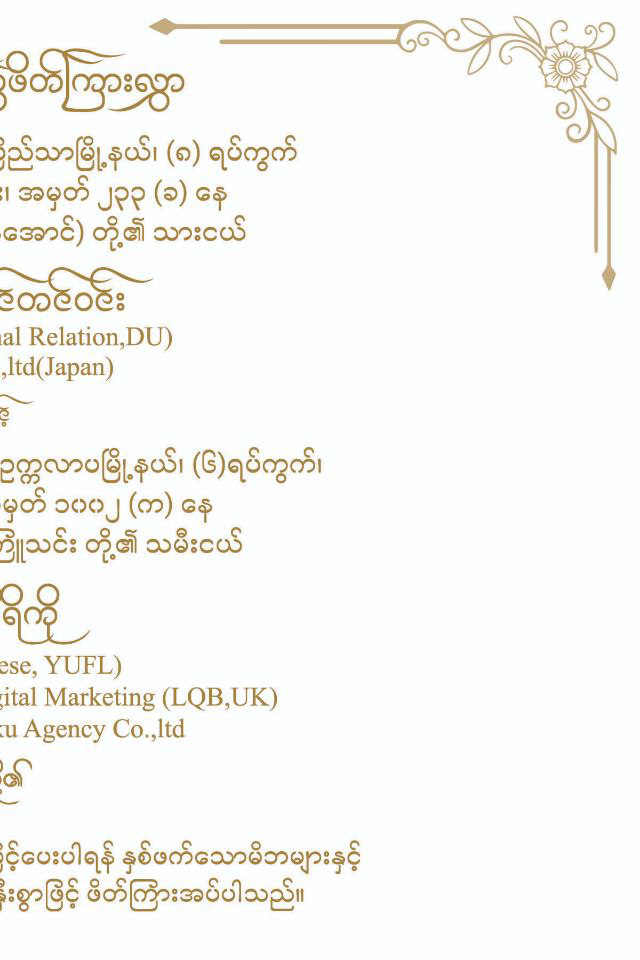 ဖိတ်ကြားလွှာ
ပြည်သာမြို့နယ်၊ (၈) ရပ်ကွက်
အမှတ် ၂၃၃ (ခ) နေ
အောင်) တို့၏ သားငယ်
တင်ဝင်း
nal Relation,DU)
.,ltd(Japan)
ဥက္ကလာပမြို့နယ်၊ (၆)ရပ်ကွက်၊
မှတ် ၁၀၀၂ (က) နေ
ကြူသင်း တို့၏ သမီးငယ်
ရိကို
ese, YUFL)
gital Marketing (LQB,UK)
ku Agency Co.,ltd
တို့၏
မြှင့်ပေးပါရန် နှစ်ဖက်သောမိဘများနှင့်
နှီးစွာဖြင့် ဖိတ်ကြားအပ်ပါသည်။